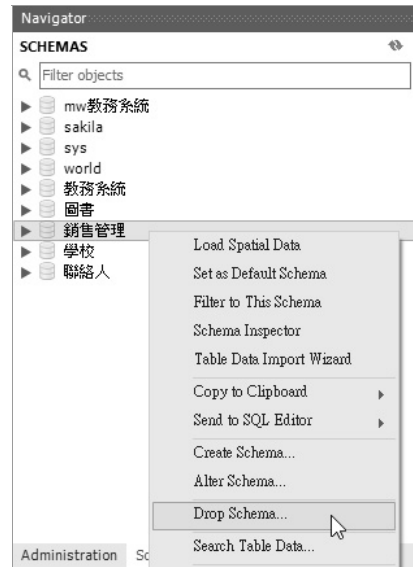 Navigator
SCHEMAS
Filter objects
mw教務系統
sakila
sys
world
教務系統
圖書
銷售管理
學校
聯絡人
Load Spatial Data
Set as Default Schema
Filter to This Schema
Schema Inspector
Table Data Import Wizard
Copy to Clipboard
Send to SQL Editor
Create Schema...
Alter Schema...
Drop Schema...
Search Table Data...
Administration Sc